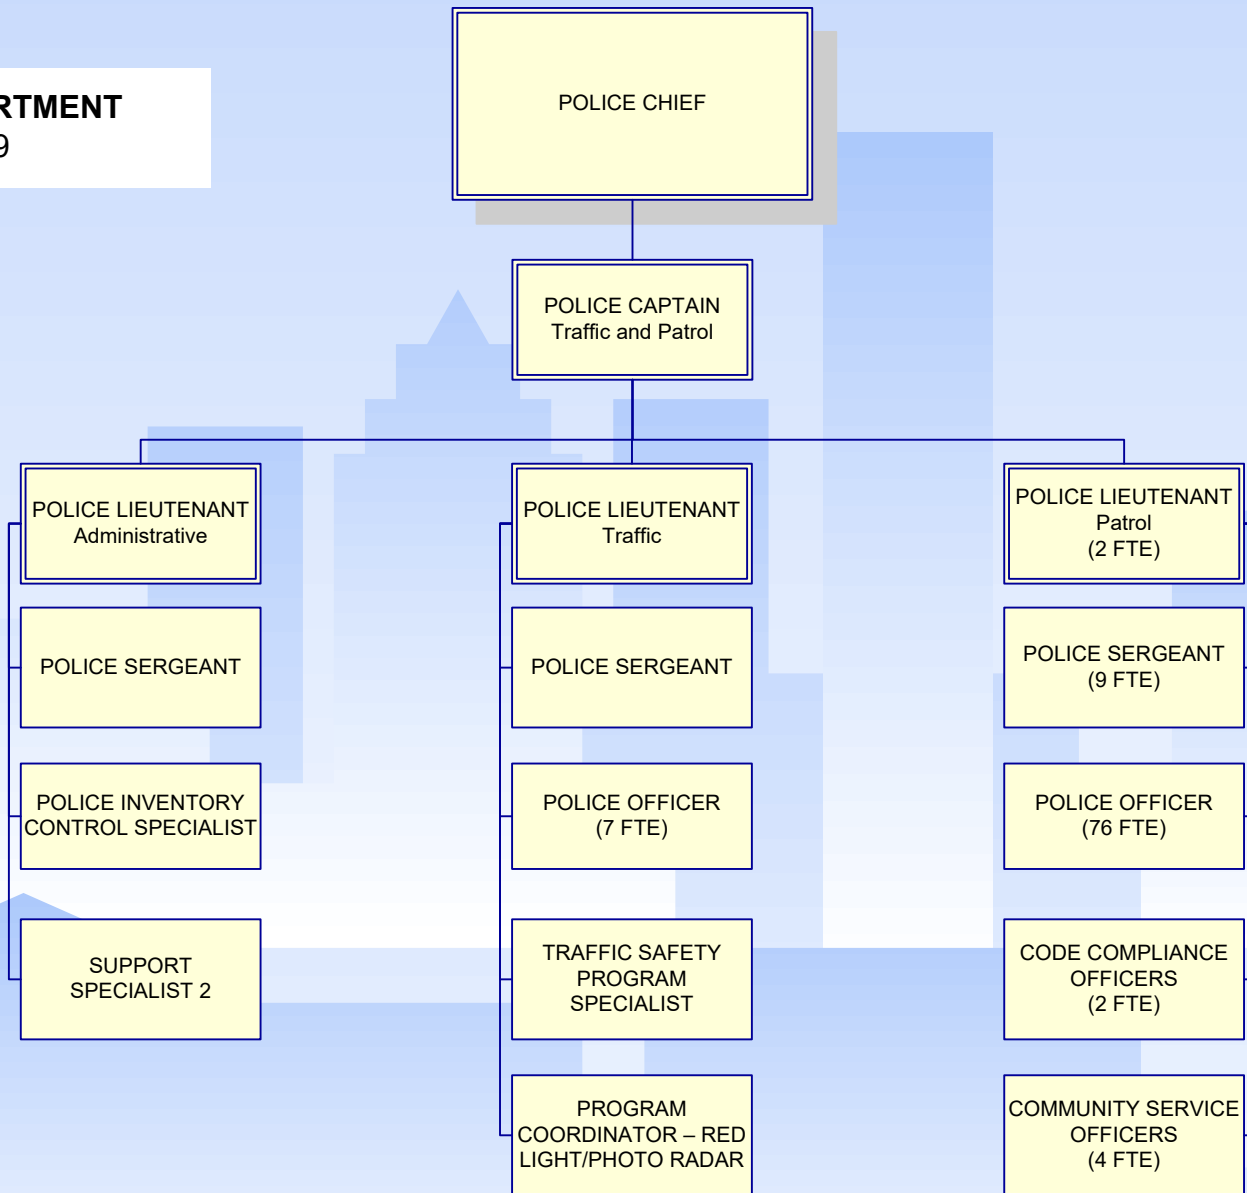 POLICE CHIEF
RTMENT
9
POLICE CAPTAIN
Traffic and Patrol
POLICE LIEUTENANT
Administrative
POLICE SERGEANT
POLICE INVENTORY
CONTROL SPECIALIST
SUPPORT
SPECIALIST 2
POLICE LIEUTENANT
Traffic
POLICE SERGEANT
POLICE OFFICER
(7 FTE)
TRAFFIC SAFETY
PROGRAM
SPECIALIST
PROGRAM
COORDINATOR – RED
LIGHT/PHOTO RADAR
POLICE LIEUTENANT
Patrol
(2 FTE)
POLICE SERGEANT
(9 FTE)
POLICE OFFICER
(76 FTE)
CODE COMPLIANCE
OFFICERS
(2 FTE)
COMMUNITY SERVICE
OFFICERS
(4 FTE)